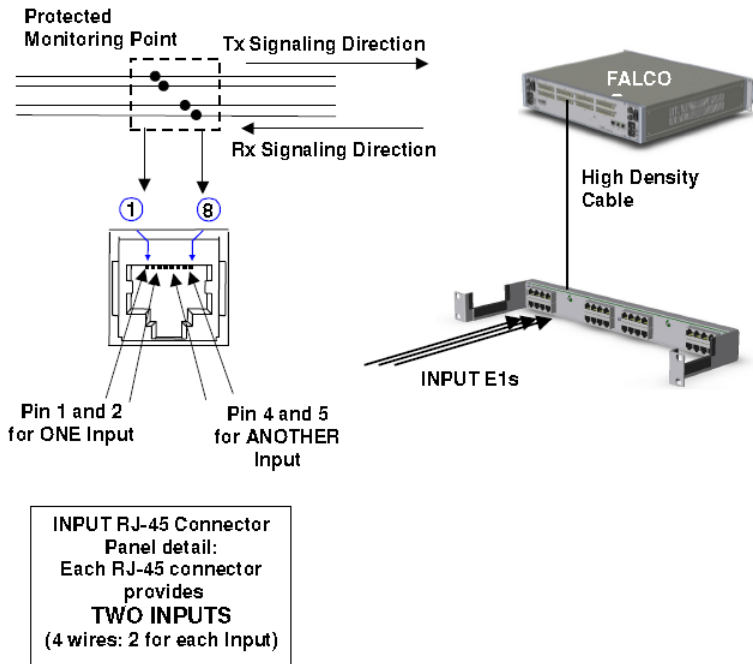 Protected
Monitoring Point
Tx Signaling Direction
Rx Signaling Direction
1
8
Pin 1 and 2
for ONE Input
Pin 4 and 5
for ANOTHER
Input
INPUT RJ-45 Connector
Panel detail:
Each RJ-45 connector
provides
TWO INPUTS
(4 wires: 2 for each Input)
FALCO
High Density
Cable
INPUT E1s